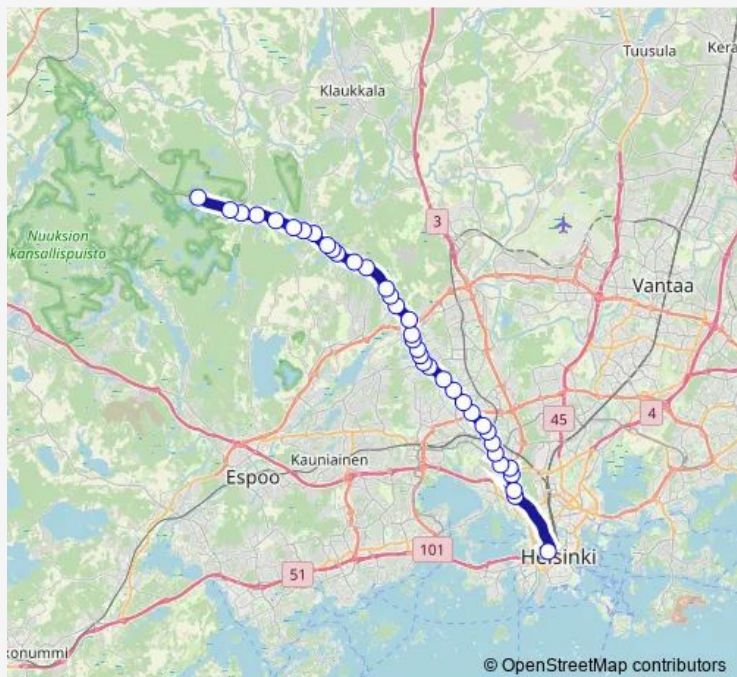 Tuusula
Kera
Klaukkala
3
Nuuksion
kansallispuisto
Vantaa
45
4
Kauniainen
Espoo
101
Helsinki
51
konummi
© OpenStreetMap contributors